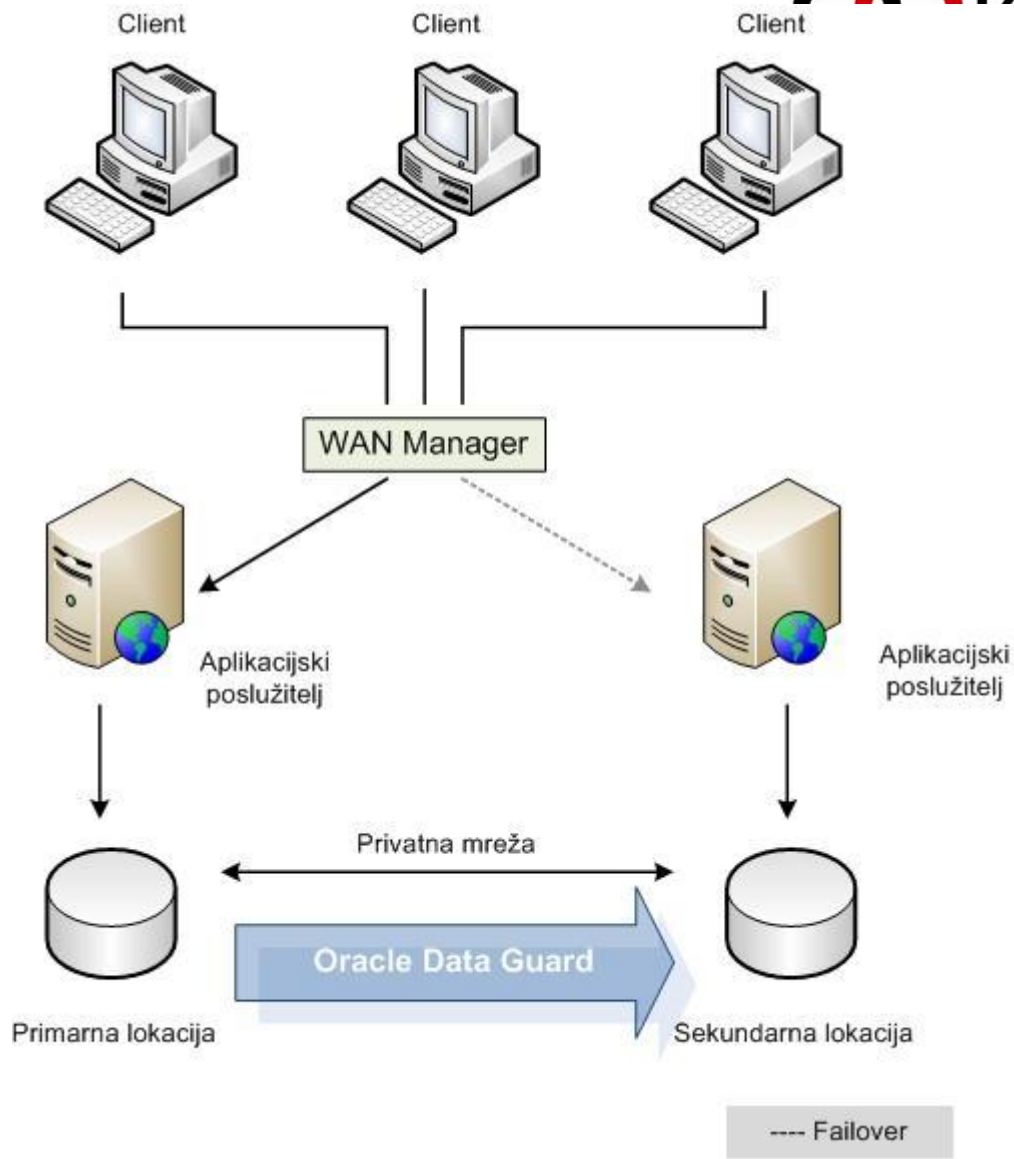 Client
Client
Client
WAN Manager
Aplikacijski
poslužitelj
Aplikacijski
poslužitelj
Privatna mreža
Oracle Data Guard
Primarna lokacija
Sekundarna lokacija
---- Failover